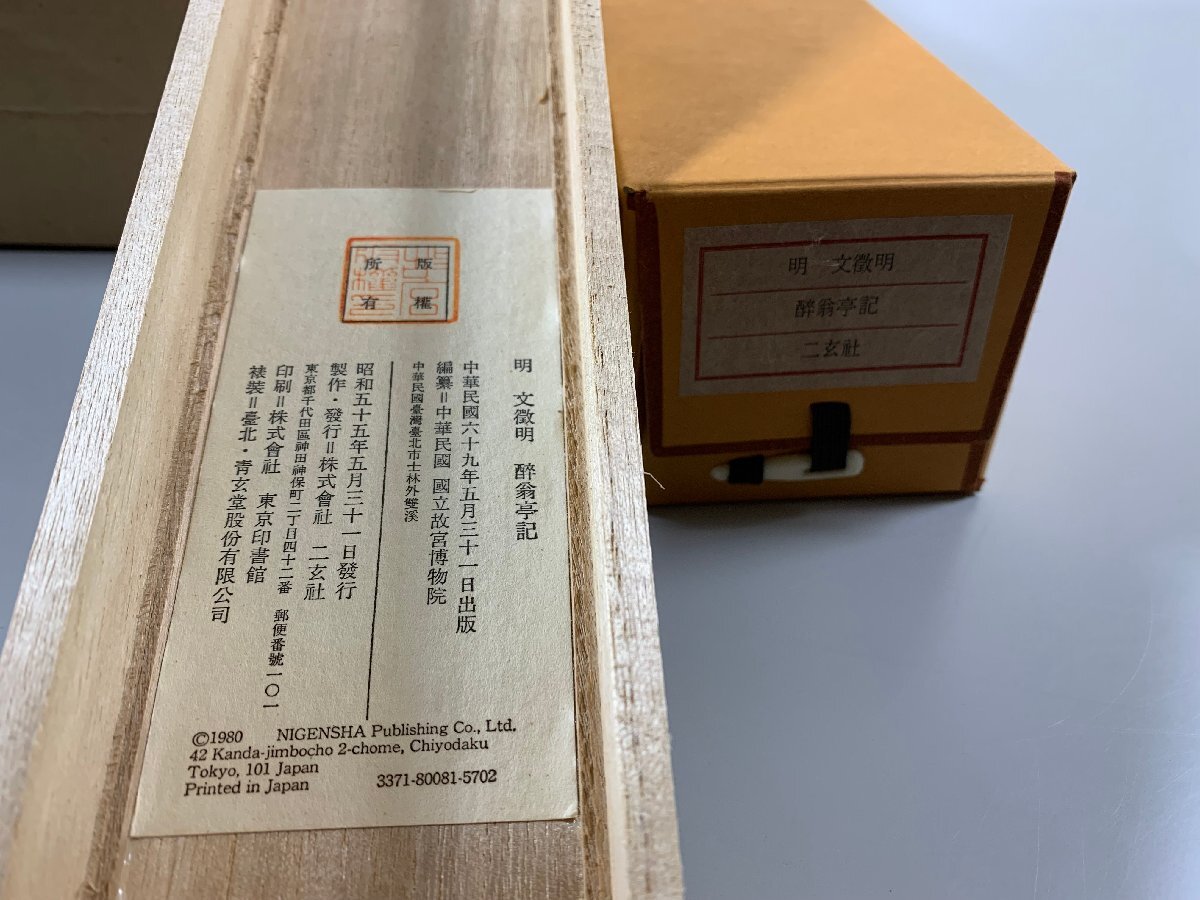 版權
所有
明 文徵明 醉翁亭記
中華民國六十九年五月三十一日出版
編纂＝中華民國 國立故宮博物院
中華民國臺灣臺北市士林外雙溪
昭和五十五年五月三十一日發行
製作・發行＝株式會社 二玄社
東京都千代田區神田神保町二丁目四十二番 郵便番號一〇一
印刷＝株式會社 東京印書館
裱裝＝臺北・青玄堂股份有限公司
©1980 NIGENSHA Publishing Co., Ltd.
42 Kanda-jimbocho 2-chome, Chiyodaku
Tokyo, 101 Japan
Printed in Japan 3371-80081-5702
明 文徵明
醉翁亭記
二玄社